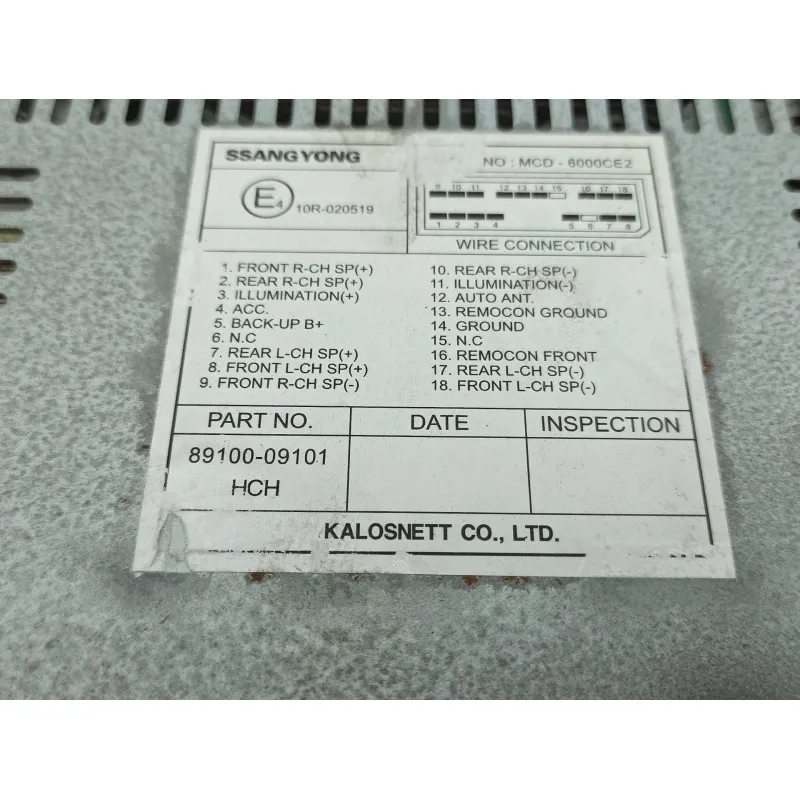 SSANGYONG
NO : MCD - 6000CE2
E4 10R-020519
9 10 11 12 13 14 15 16 17 18
1 2 3 4 5 6 7 8
WIRE CONNECTION
1. FRONT R-CH SP(+)
2. REAR R-CH SP(+)
3. ILLUMINATION(+)
4. ACC.
5. BACK-UP B+
6. N.C
7. REAR L-CH SP(+)
8. FRONT L-CH SP(+)
9. FRONT R-CH SP(-)
10. REAR R-CH SP(-)
11. ILLUMINATION(-)
12. AUTO ANT.
13. REMOCON GROUND
14. GROUND
15. N.C
16. REMOCON FRONT
17. REAR L-CH SP(-)
18. FRONT L-CH SP(-)
PART NO. DATE INSPECTION
89100-09101
HCH
KALOSNETT CO., LTD.